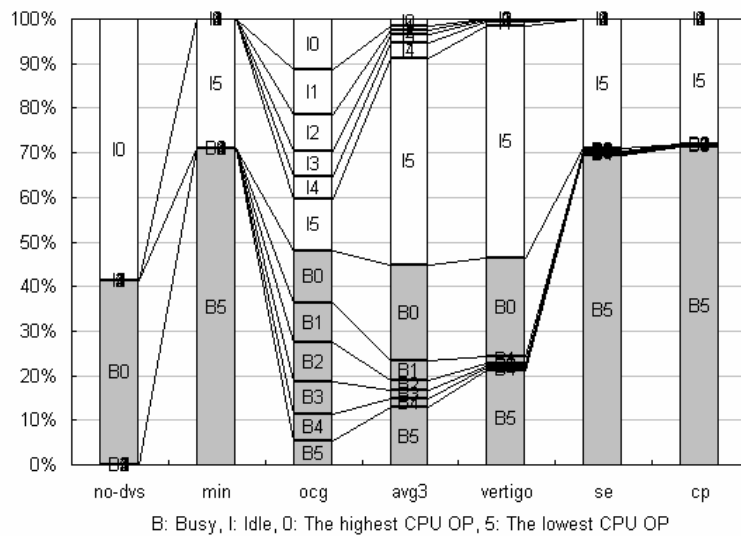 100%
90%
80%
70%
60%
50%
40%
30%
20%
10%
0%
I0
B0
I5
B5
I0
I1
I2
I3
I4
I5
B0
B1
B2
B3
B4
B5
I4
I5
B0
B1
B2
B3
B4
B5
I5
B0
B5
I5
B5
I5
B5
no-dvs min ocg avg3 vertigo se cp
B: Busy, I: Idle, 0: The highest CPU OP, 5: The lowest CPU OP